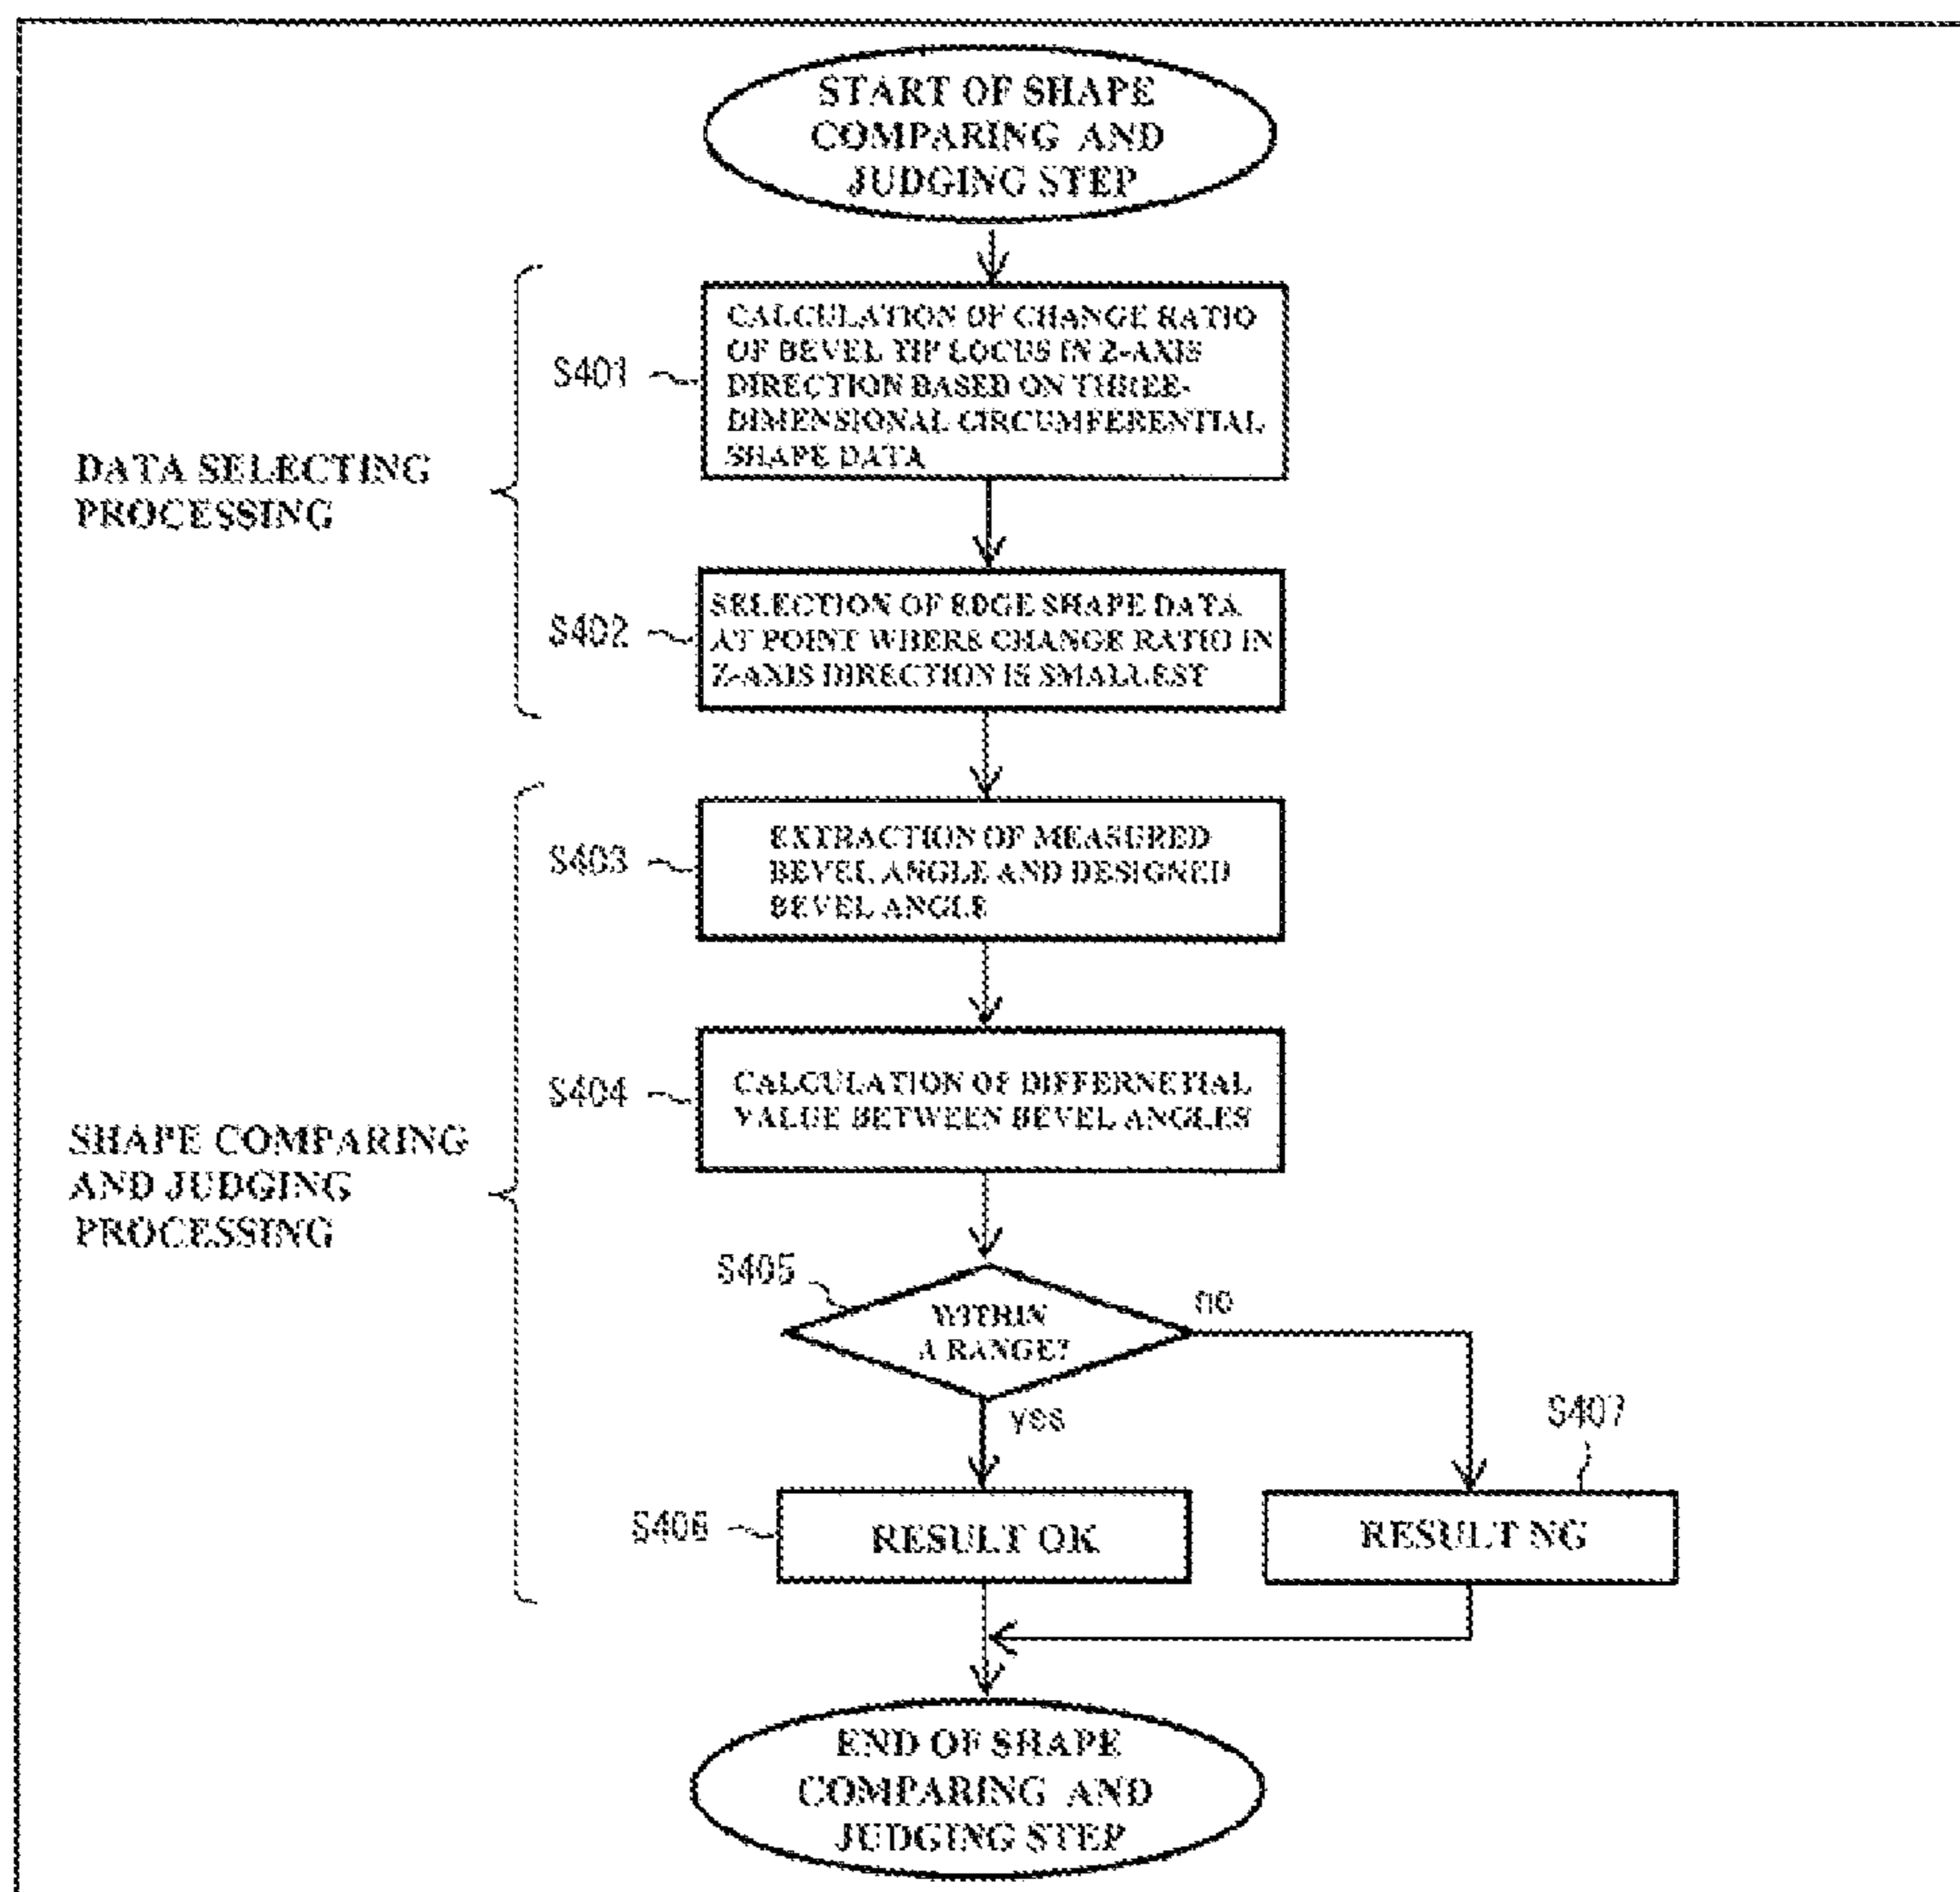 START OF SHAPE
COMPARING AND
JUDGING STEP
DATA SELECTING
PROCESSING
S401
CALCULATION OF CHANGE RATIO
OF BEVEL TIP LOCUS IN Z-AXIS
DIRECTION BASED ON THREE-
DIMENSIONAL CIRCUMFERENTIAL
SHAPE DATA
S402
SELECTION OF EDGE SHAPE DATA
AT POINT WHERE CHANGE RATIO IN
Z-AXIS DIRECTION IS SMALLEST
SHAPE COMPARING
AND JUDGING
PROCESSING
S403
EXTRACTION OF MEASURED
BEVEL ANGLE AND DESIGNED
BEVEL ANGLE
S404
CALCULATION OF DIFFERNETIAL
VALUE BETWEEN BEVEL ANGLES
S405
WITHIN
A RANGE?
no
yes
S406
RESULT OK
S407
RESULT NG
END OF SHAPE
COMPARING AND
JUDGING STEP